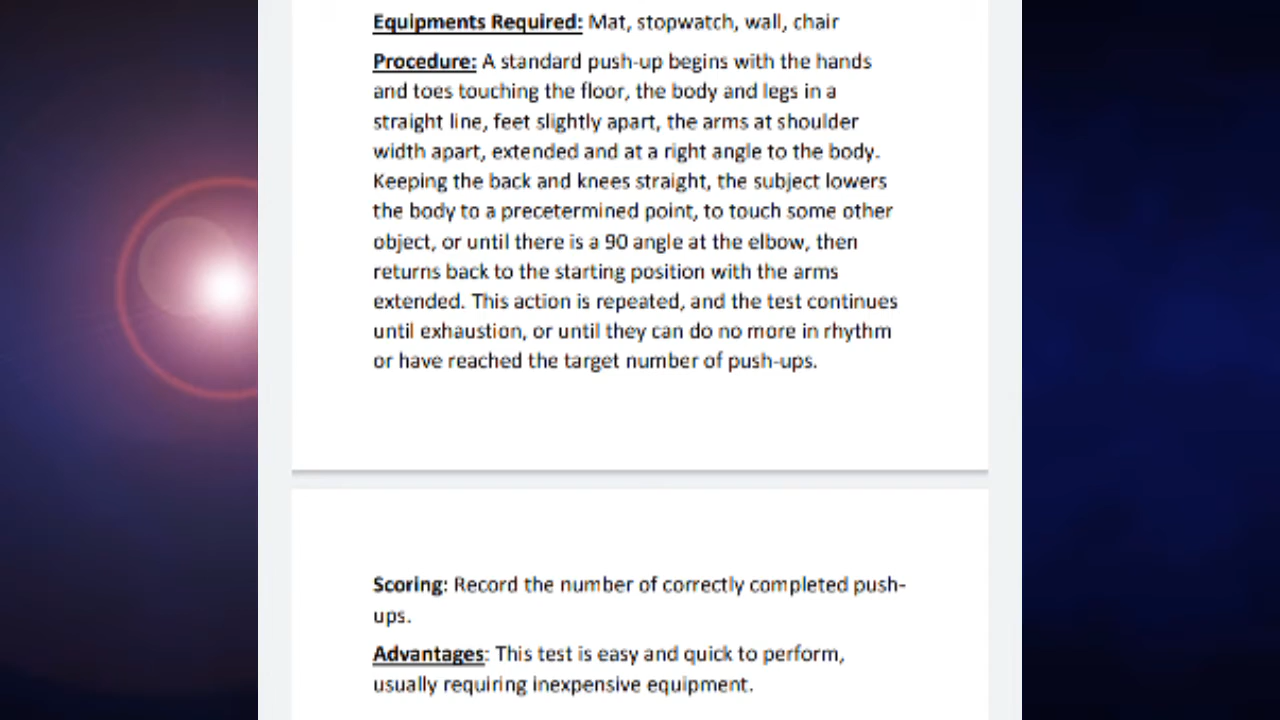 Equipments Required: Mat, stopwatch, wall, chair
Procedure: A standard push-up begins with the hands
and toes touching the floor, the body and legs in a
straight line, feet slightly apart, the arms at shoulder
width apart, extended and at a right angle to the body.
Keeping the back and knees straight, the subject lowers
the body to a precetermined point, to touch some other
object, or until there is a 90 angle at the elbow, then
returns back to the starting position with the arms
extended. This action is repeated, and the test continues
until exhaustion, or until they can do no more in rhythm
or have reached the target number of push-ups.
Scoring: Record the number of correctly completed push-
ups.
Advantages: This test is easy and quick to perform,
usually requiring inexpensive equipment.